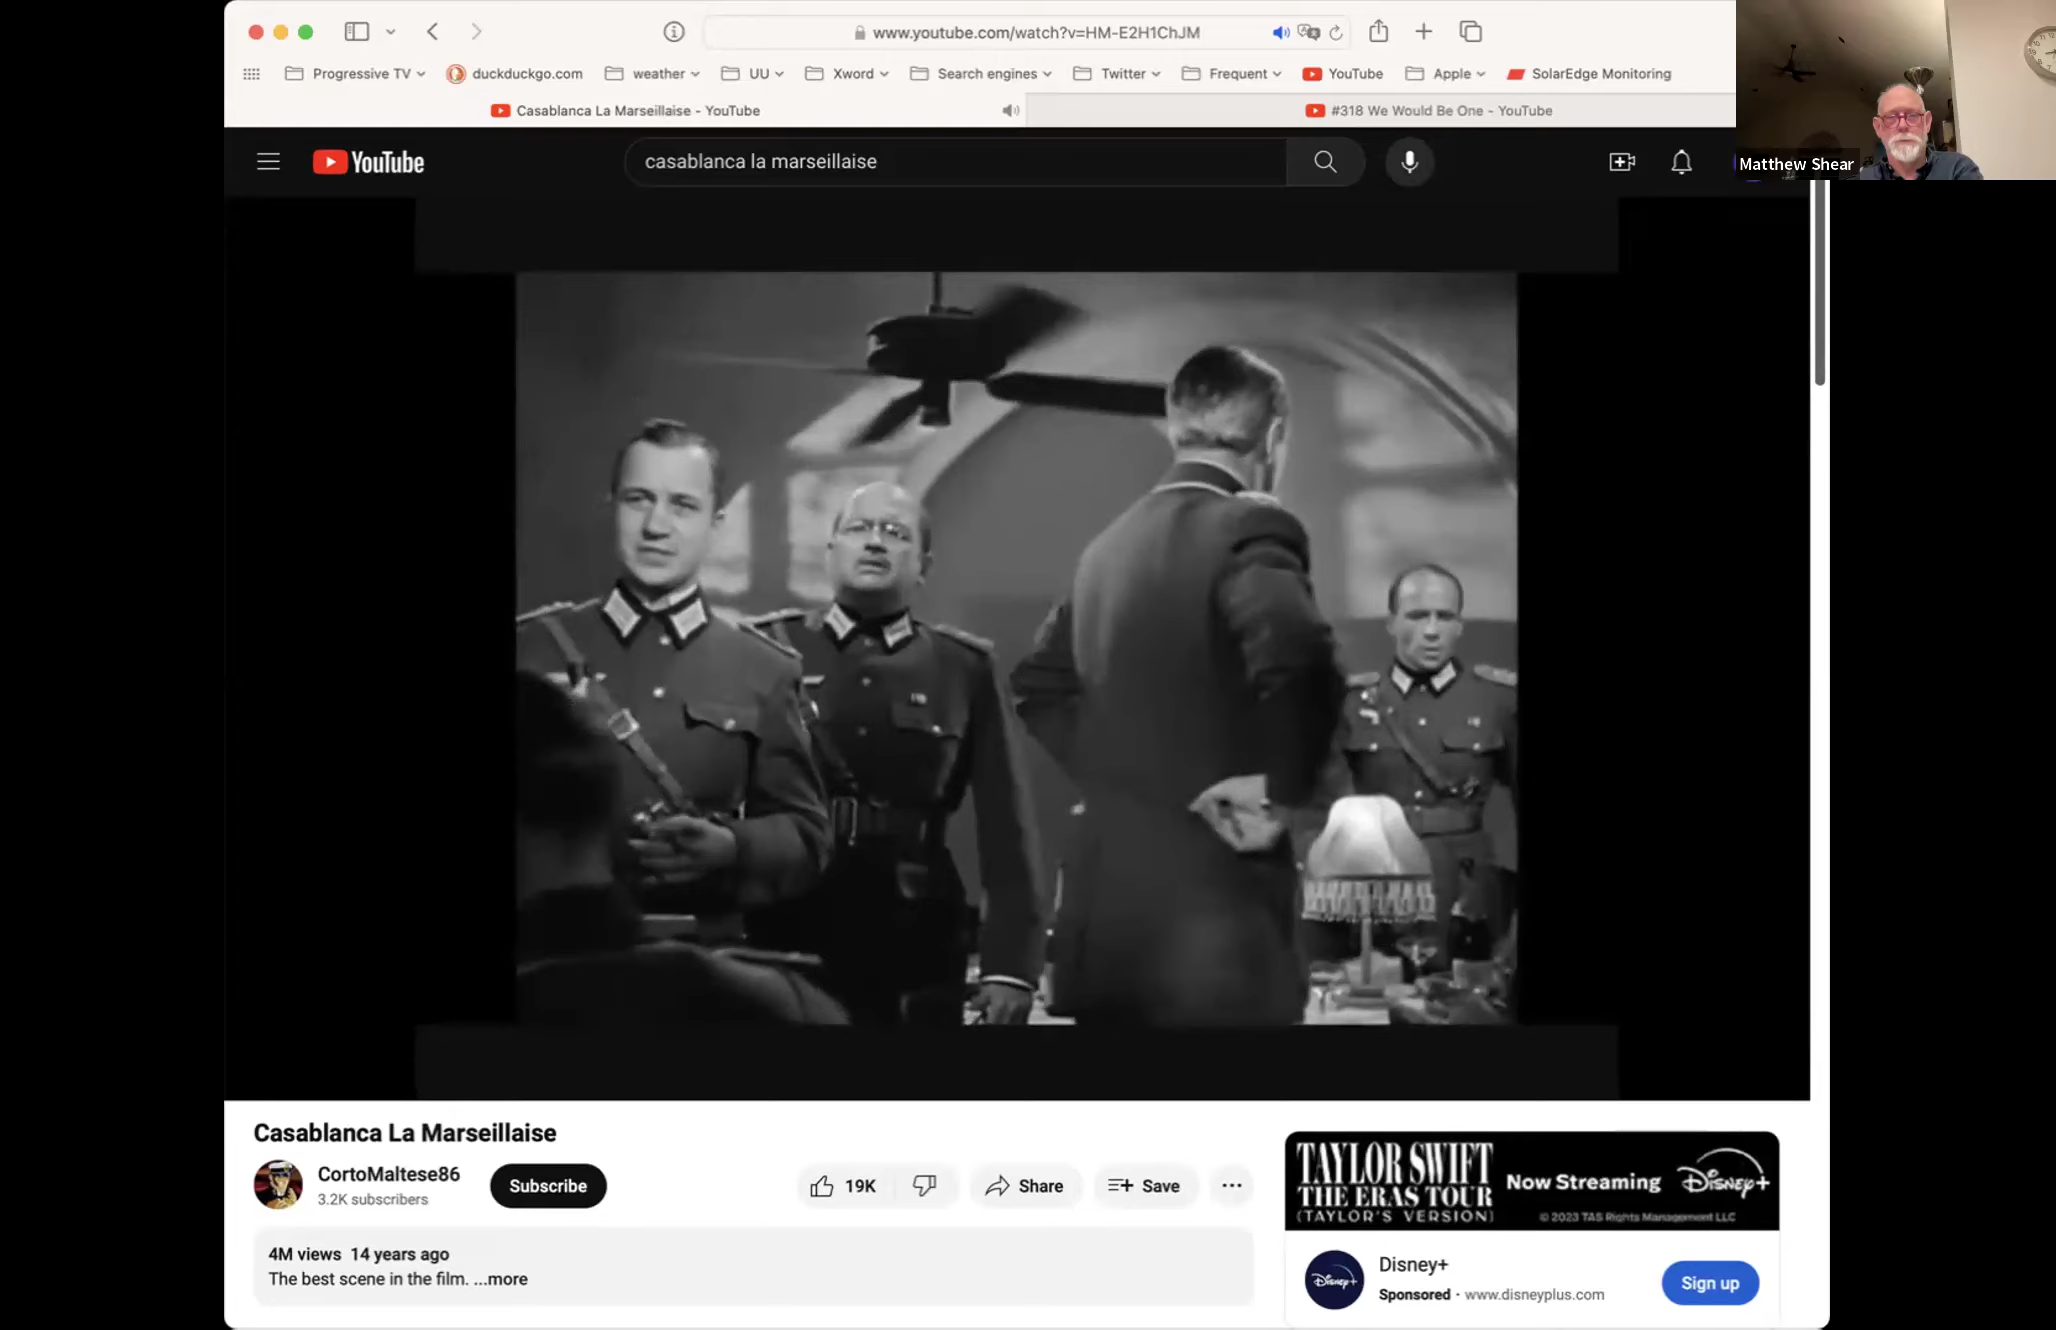 www.youtube.com/watch?v=HM-E2H1ChJM
Progressive TV
duckduckgo.com
weather
UU
Xword
Search engines
Twitter
Frequent
YouTube
Apple
SolarEdge Monitoring
Casablanca La Marseillaise - YouTube
#318 We Would Be One - YouTube
Matthew Shear
YouTube
casablanca la marseillaise
Casablanca La Marseillaise
CortoMaltese86
3.2K subscribers
Subscribe
19K
Share
Save
4M views 14 years ago
The best scene in the film. ...more
TAYLOR SWIFT
THE ERAS TOUR
(TAYLOR'S VERSION)
Now Streaming
Disney+
© 2023 TAS Rights Management LLC
Disney+
Disney+
Sponsored · www.disneyplus.com
Sign up